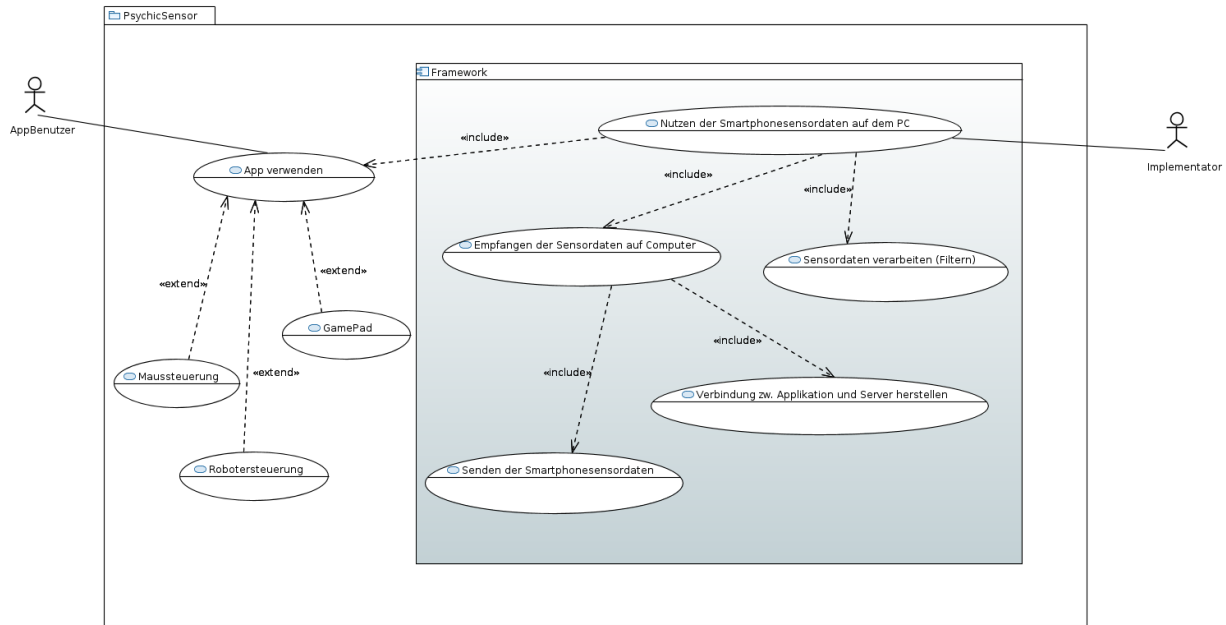 PsychicSensor
Framework
AppBenutzer
Nutzen der Smartphonesensordaten auf dem PC
«include»
Implementator
App verwenden
«include»
«include»
Empfangen der Sensordaten auf Computer
Sensordaten verarbeiten (Filtern)
«extend»
«extend»
GamePad
«include»
Maussteuerung
«extend»
«include»
Verbindung zw. Applikation und Server herstellen
Robotersteuerung
Senden der Smartphonesensordaten